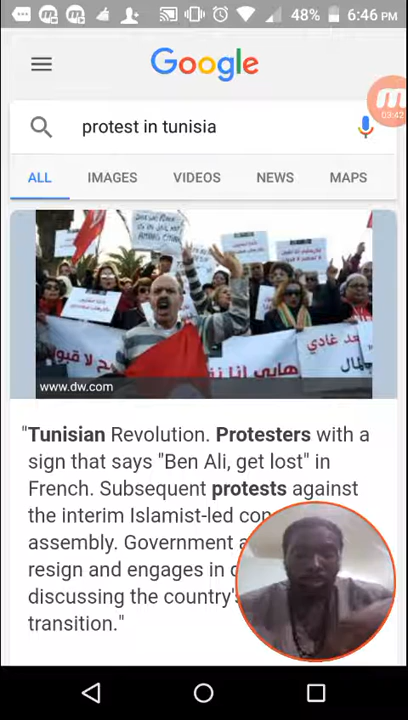 48% 6:46 PM
Google
03:42
protest in tunisia
ALL IMAGES VIDEOS NEWS MAPS
www.dw.com
"Tunisian Revolution. Protesters with a
sign that says "Ben Ali, get lost" in
French. Subsequent protests against
the interim Islamist-led
assembly. Government
resign and engages in
discussing the country's
transition."